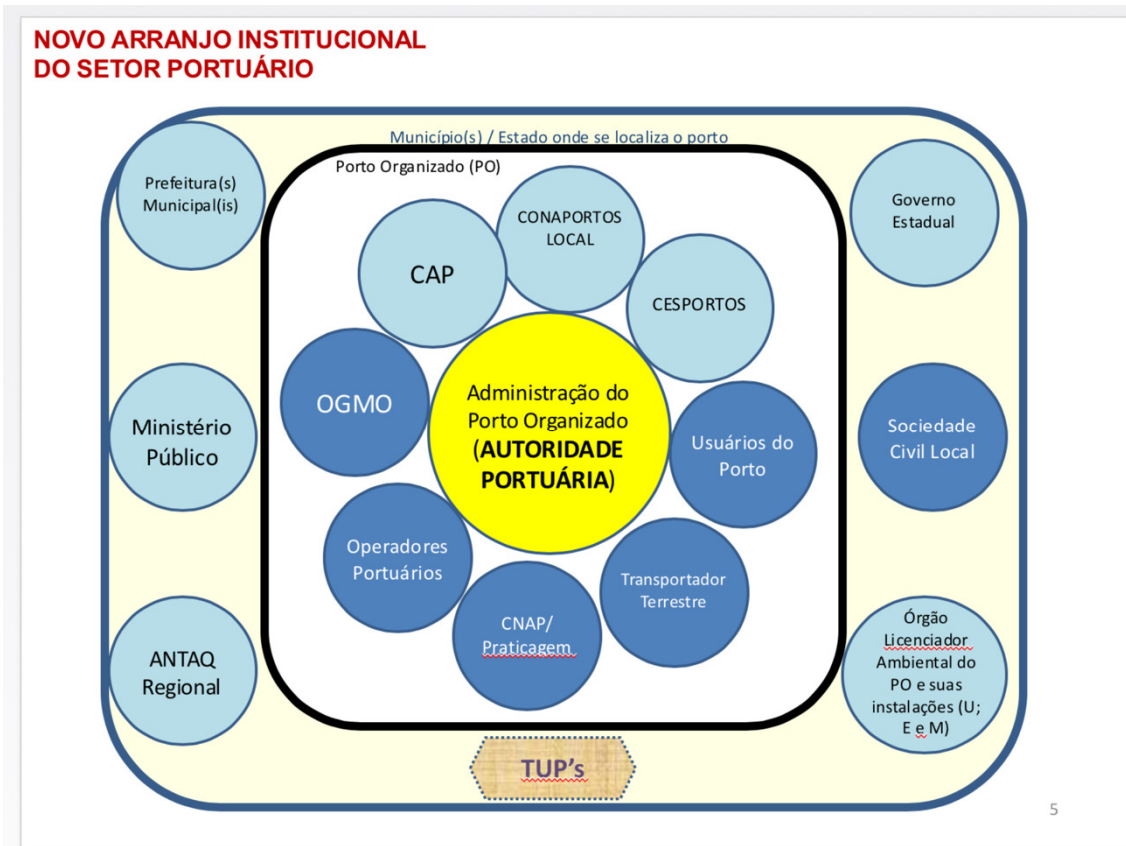 NOVO ARRANJO INSTITUCIONAL
DO SETOR PORTUÁRIO
Município(s) / Estado onde se localiza o porto
Porto Organizado (PO)
Prefeitura(s)
Municipal(is)
CONAPORTOS
LOCAL
Governo
Estadual
CAP
CESPORTOS
OGMO
Administração do
Porto Organizado
(AUTORIDADE
PORTUÁRIA)
Ministério
Público
Usuários do
Porto
Sociedade
Civil Local
Operadores
Portuários
Transportador
Terrestre
CNAP/
Praticagem
ANTAQ
Regional
Órgão
Licenciador
Ambiental do
PO e suas
instalações (U;
E e M)
TUP's
5